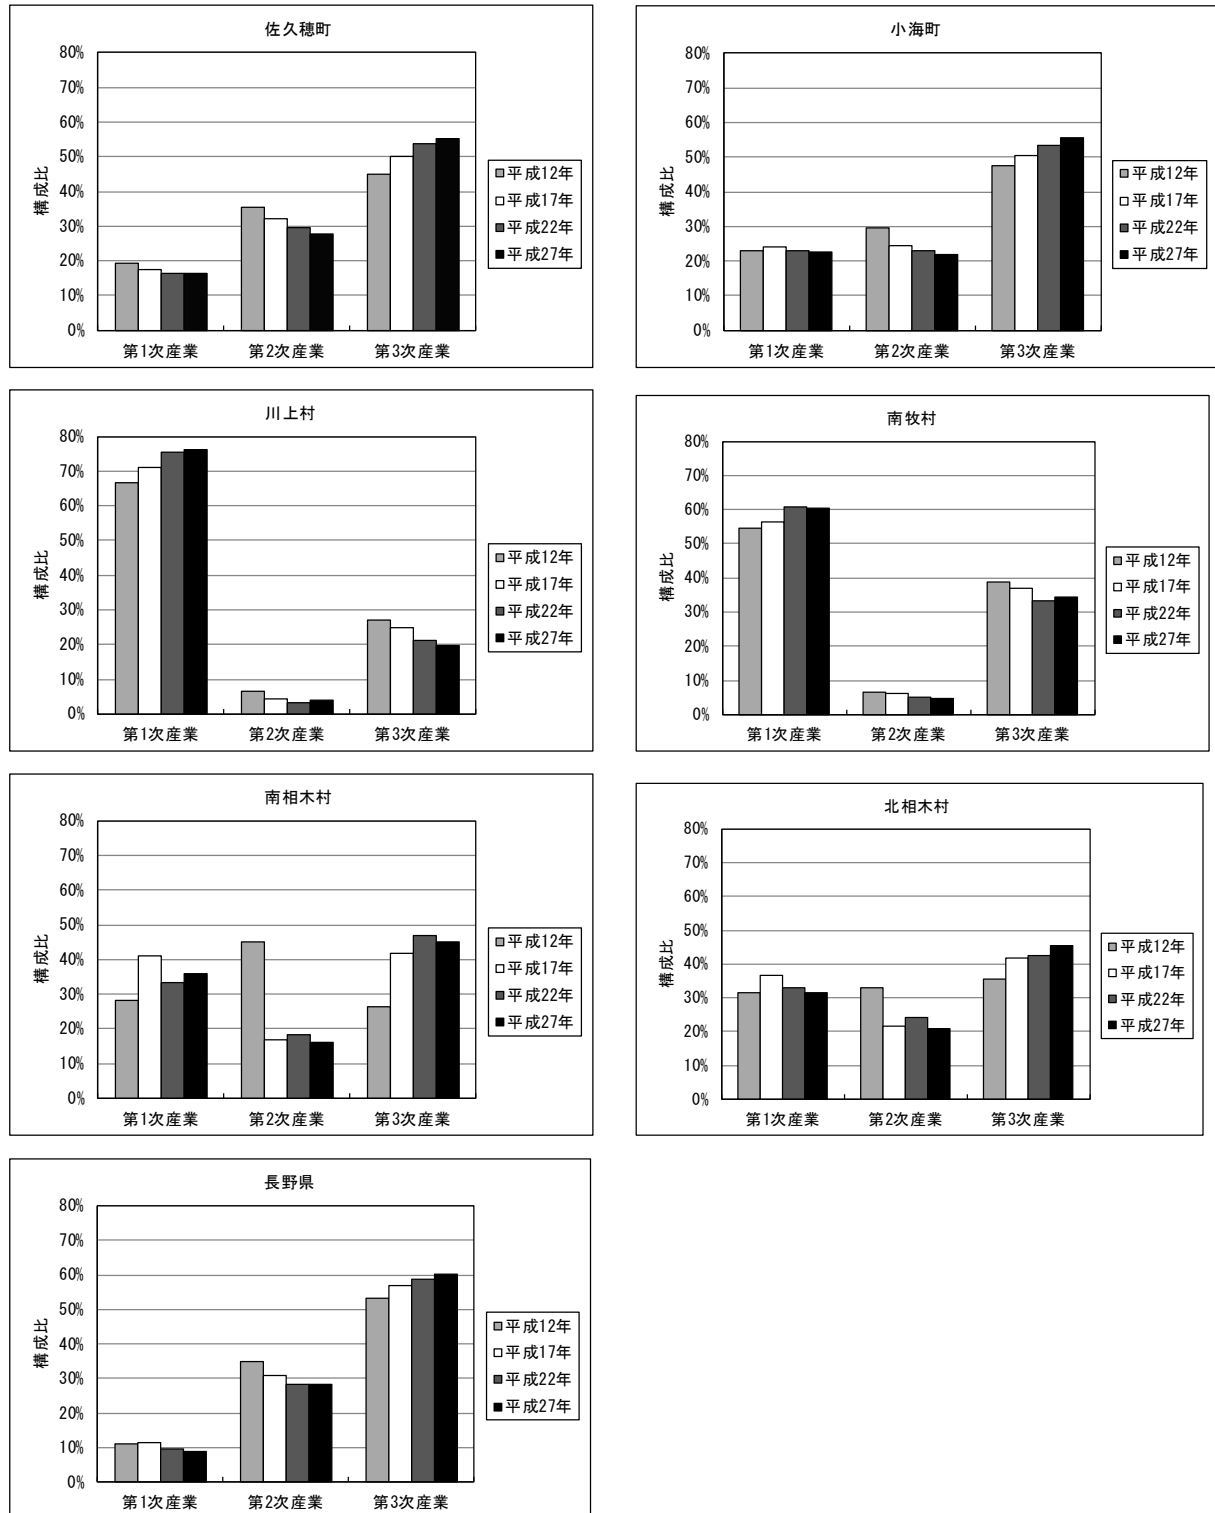 佐久穂町
80%
70%
60%
50%
40%
30%
20%
10%
0%
構成比
第1次産業 第2次産業 第3次産業
平成12年
平成17年
平成22年
平成27年
小海町
80%
70%
60%
50%
40%
30%
20%
10%
0%
構成比
第1次産業 第2次産業 第3次産業
平成12年
平成17年
平成22年
平成27年
川上村
80%
70%
60%
50%
40%
30%
20%
10%
0%
構成比
第1次産業 第2次産業 第3次産業
平成12年
平成17年
平成22年
平成27年
南牧村
80%
70%
60%
50%
40%
30%
20%
10%
0%
構成比
第1次産業 第2次産業 第3次産業
平成12年
平成17年
平成22年
平成27年
南相木村
80%
70%
60%
50%
40%
30%
20%
10%
0%
構成比
第1次産業 第2次産業 第3次産業
平成12年
平成17年
平成22年
平成27年
北相木村
80%
70%
60%
50%
40%
30%
20%
10%
0%
構成比
第1次産業 第2次産業 第3次産業
平成12年
平成17年
平成22年
平成27年
長野県
80%
70%
60%
50%
40%
30%
20%
10%
0%
構成比
第1次産業 第2次産業 第3次産業
平成12年
平成17年
平成22年
平成27年